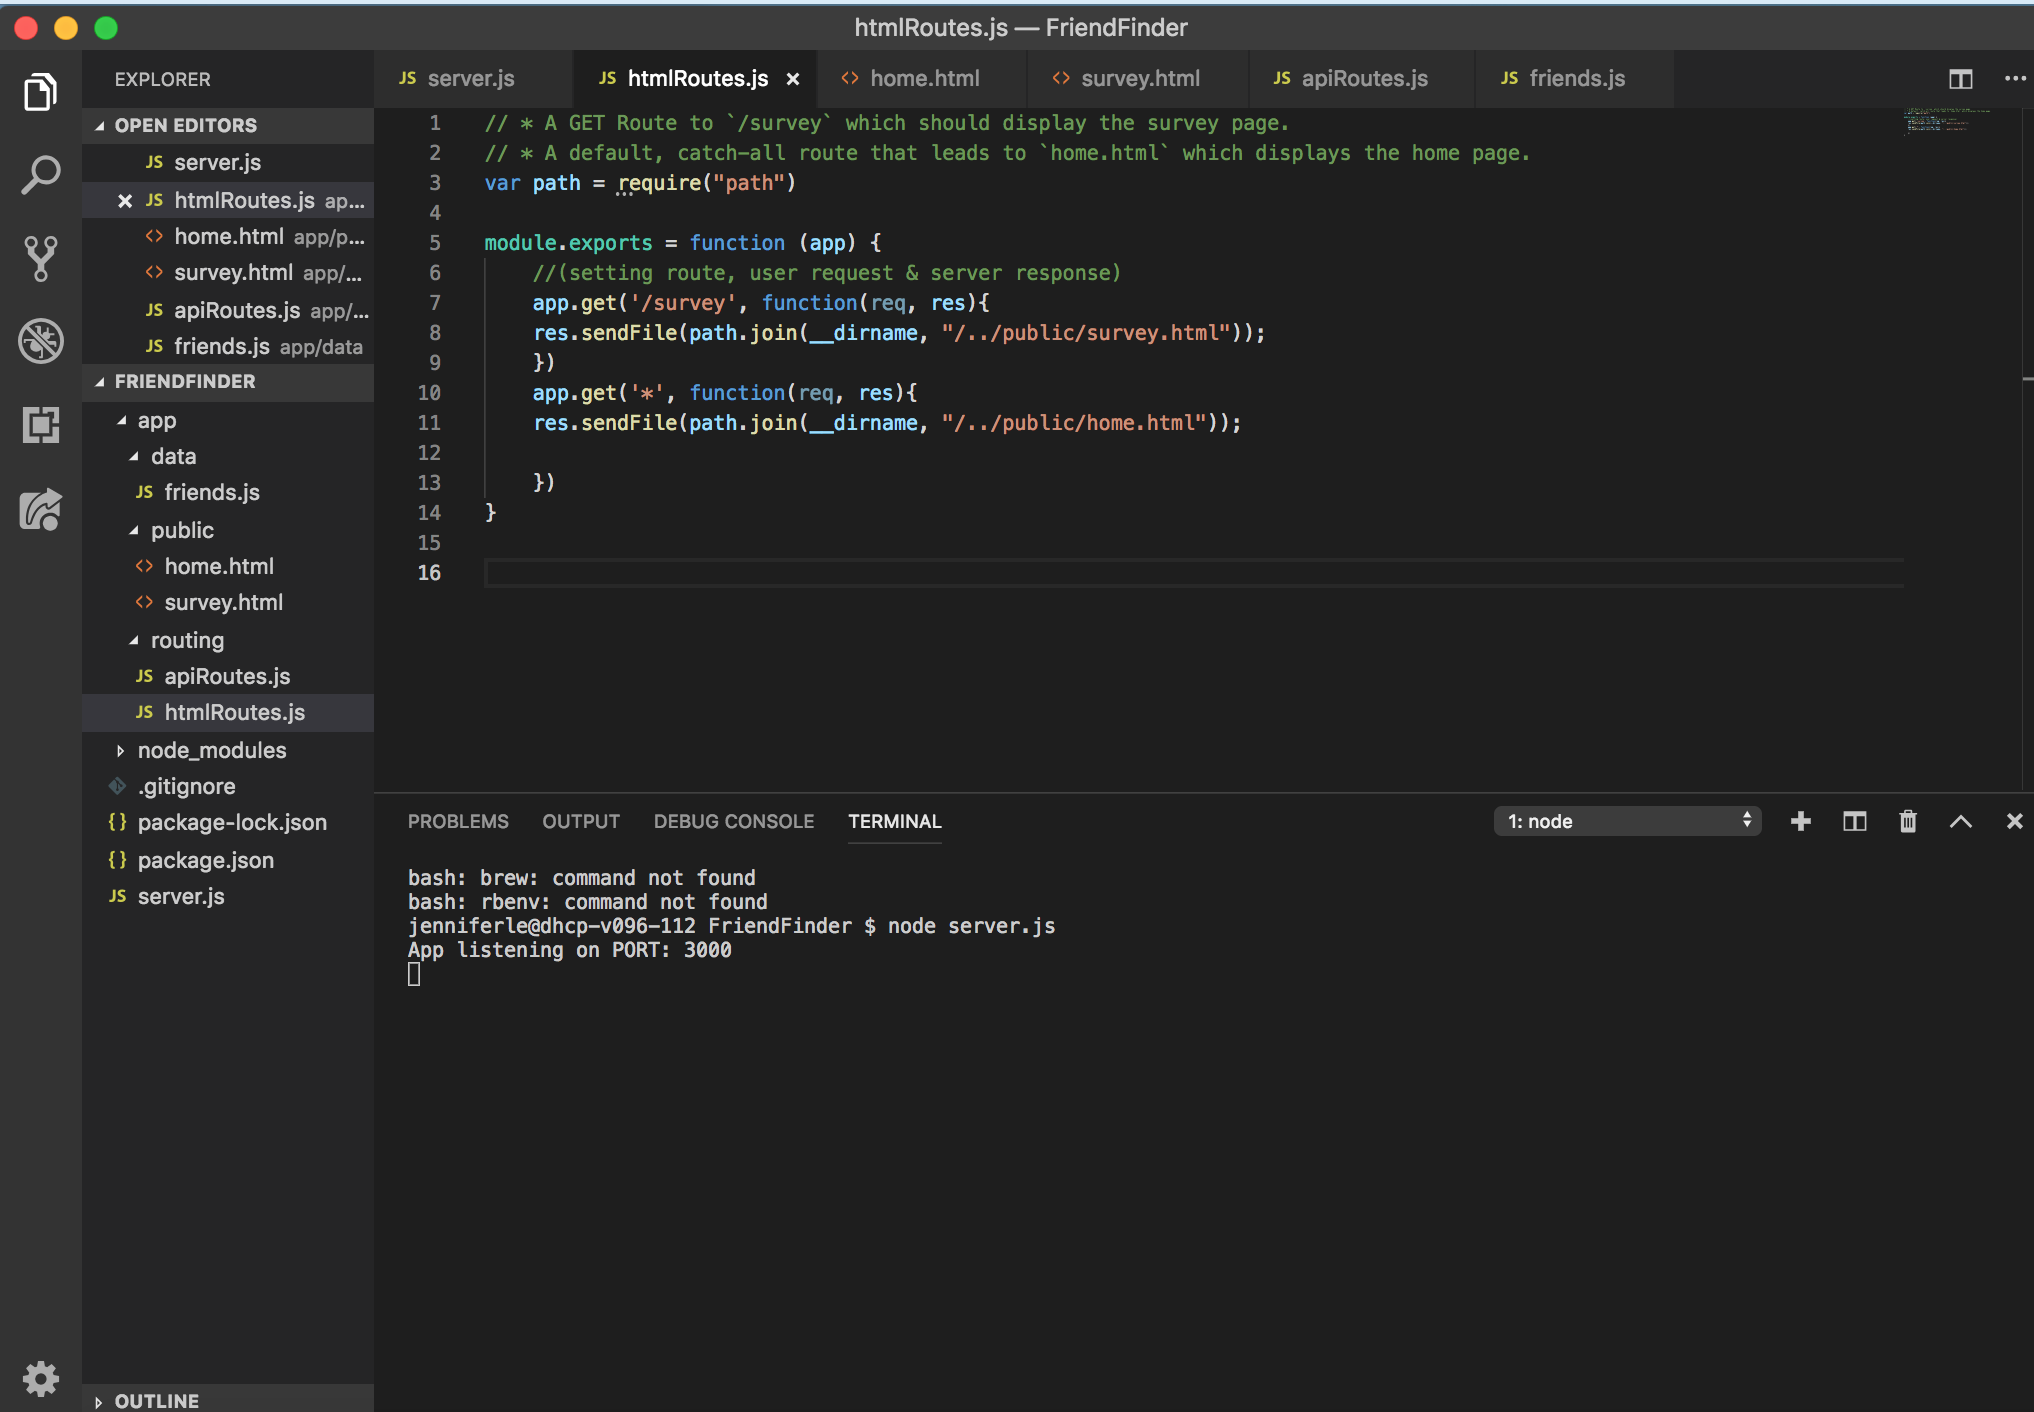 htmlRoutes.js — FriendFinder
EXPLORER
OPEN EDITORS
JS server.js
JS htmlRoutes.js ap...
<> home.html app/p...
<> survey.html app/...
JS apiRoutes.js app/...
JS friends.js app/data
FRIENDFINDER
app
data
JS friends.js
public
<> home.html
<> survey.html
routing
JS apiRoutes.js
JS htmlRoutes.js
node_modules
.gitignore
{} package-lock.json
{} package.json
JS server.js
OUTLINE
JS server.js JS htmlRoutes.js × <> home.html <> survey.html JS apiRoutes.js JS friends.js
1 // * A GET Route to `/survey` which should display the survey page.
2 // * A default, catch-all route that leads to `home.html` which displays the home page.
3 var path = require("path")
4
5 module.exports = function (app) {
6 //(setting route, user request & server response)
7 app.get('/survey', function(req, res){
8 res.sendFile(path.join(__dirname, "/../public/survey.html"));
9 })
10 app.get('*', function(req, res){
11 res.sendFile(path.join(__dirname, "/../public/home.html"));
12
13 })
14 }
15
16
PROBLEMS OUTPUT DEBUG CONSOLE TERMINAL 1: node
bash: brew: command not found
bash: rbenv: command not found
jenniferle@dhcp-v096-112 FriendFinder $ node server.js
App listening on PORT: 3000